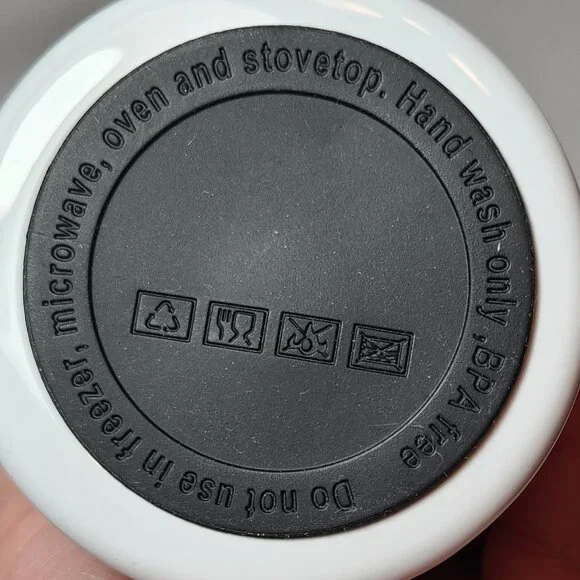 Do not use in freezer, microwave, oven and stovetop. Hand wash only ,BPA free